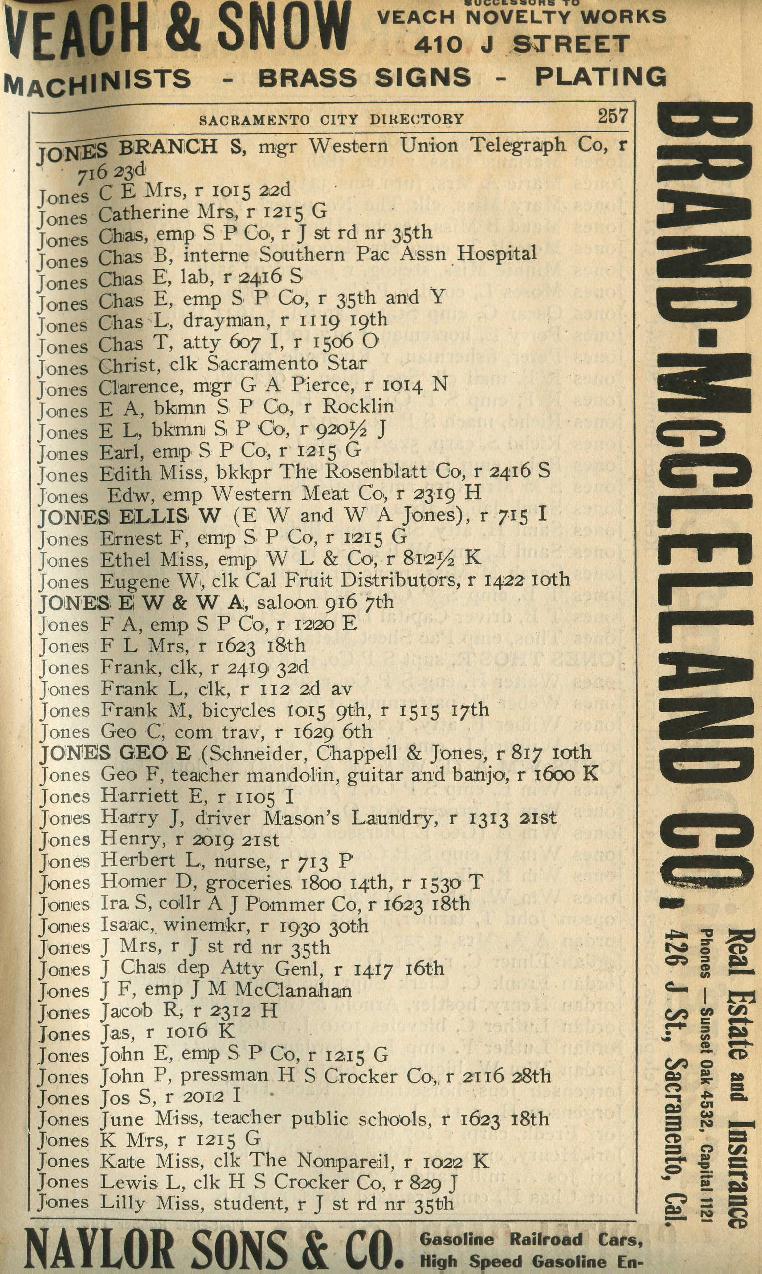 SUCCESSORS TO
VEACH & SNOW
VEACH NOVELTY WORKS
410 J STREET
MACHINISTS - BRASS SIGNS - PLATING
SACRAMENTO CITY DIRECTORY 257
JONES BRANCH S, mgr Western Union Telegraph Co, r
716 23d
Jones C E Mrs, r 1015 22d
Jones Catherine Mrs, r 1215 G
Jones Chas, emp S P Co, r J st rd nr 35th
Jones Chas B, interne Southern Pac Assn Hospital
Jones Chas E, lab, r 2416 S
Jones Chas E, emp S P Co, r 35th and Y
Jones Chas L, drayman, r 1119 19th
Jones Chas T, atty 607 I, r 1506 O
Jones Christ, clk Sacramento Star
Jones Clarence, mgr G A Pierce, r 1014 N
Jones E A, bkmn S P Co, r Rocklin
Jones E L, bkmn S P Co, r 920½ J
Jones Earl, emp S P Co, r 1215 G
Jones Edith Miss, bkkpr The Rosenblatt Co, r 2416 S
Jones Edw, emp Western Meat Co, r 2319 H
JONES ELLIS W (E W and W A Jones), r 715 I
Jones Ernest F, emp S P Co, r 1215 G
Jones Ethel Miss, emp W L & Co, r 812½ K
Jones Eugene W, clk Cal Fruit Distributors, r 1422 10th
JONES E W & W A, saloon 916 7th
Jones F A, emp S P Co, r 1220 E
Jones F L Mrs, r 1623 18th
Jones Frank, clk, r 2419 32d
Jones Frank L, clk, r 112 2d av
Jones Frank M, bicycles 1015 9th, r 1515 17th
Jones Geo C, com trav, r 1629 6th
JONES GEO E (Schneider, Chappell & Jones, r 817 10th
Jones Geo F, teacher mandolin, guitar and banjo, r 1600 K
Jones Harriett E, r 1105 I
Jones Harry J, driver Mason's Laundry, r 1313 21st
Jones Henry, r 2019 21st
Jones Herbert L, nurse, r 713 P
Jones Homer D, groceries 1800 14th, r 1530 T
Jones Ira S, collr A J Pommer Co, r 1623 18th
Jones Isaac, winemkr, r 1930 30th
Jones J Mrs, r J st rd nr 35th
Jones J Chas dep Atty Genl, r 1417 16th
Jones J F, emp J M McClanahan
Jones Jacob R, r 2312 H
Jones Jas, r 1016 K
Jones John E, emp S P Co, r 1215 G
Jones John P, pressman H S Crocker Co, r 2116 28th
Jones Jos S, r 2012 I
Jones June Miss, teacher public schools, r 1623 18th
Jones K Mrs, r 1215 G
Jones Kate Miss, clk The Nonpareil, r 1022 K
Jones Lewis L, clk H S Crocker Co, r 829 J
Jones Lilly Miss, student, r J st rd nr 35th
BRAND-McCLELLAND CO.,
Real Estate and Insurance
Phones — Sunset Oak 4532, Capital 1121
426 J St., Sacramento, Cal.
NAYLOR SONS & CO.
Gasoline Railroad Cars,
High Speed Gasoline En-